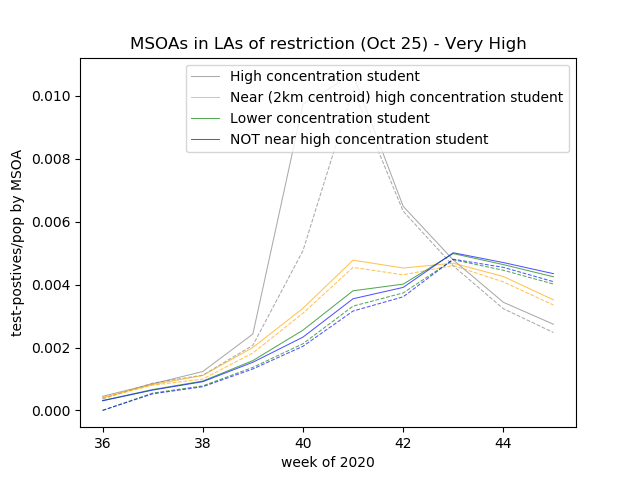 MSOAs in LAs of restriction (Oct 25) - Very High
High concentration student
Near (2km centroid) high concentration student
Lower concentration student
NOT near high concentration student
test-postives/pop by MSOA
0.010
0.008
0.006
0.004
0.002
0.000
36 38 40 42 44
week of 2020